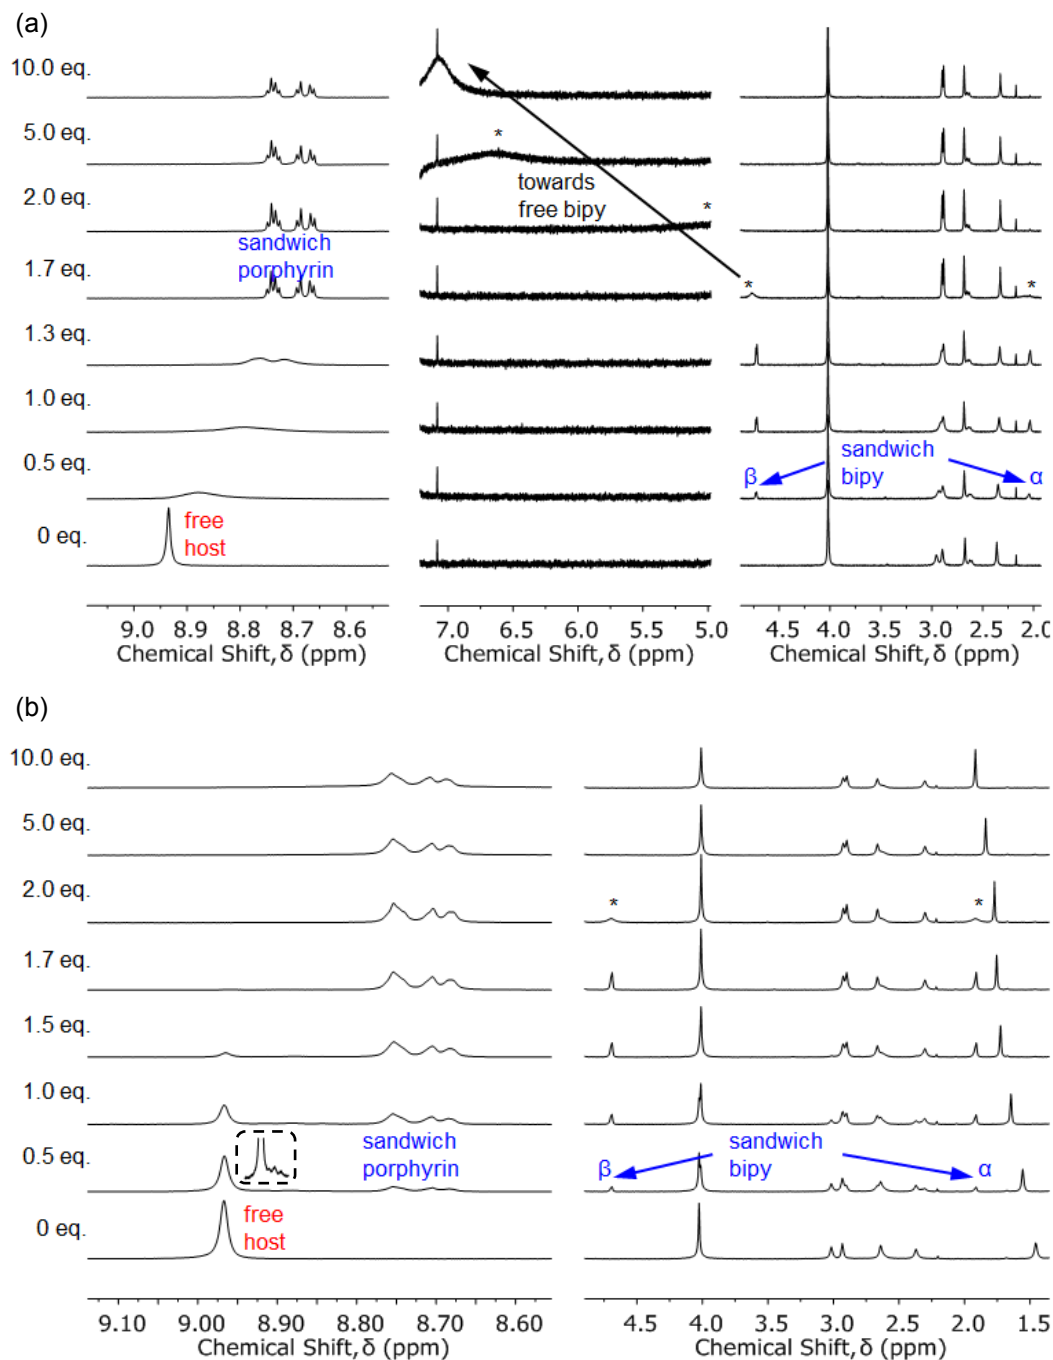 (a)
10.0 eq.
5.0 eq.
*
towards
free bipy
*
2.0 eq.
sandwich
porphyrin
1.7 eq.
*
*
1.3 eq.
1.0 eq.
sandwich
bipy
β
α
0.5 eq.
free
host
0 eq.
9.0 8.9 8.8 8.7 8.6
7.0 6.5 6.0 5.5 5.0
4.5 4.0 3.5 3.0 2.5 2.0
Chemical Shift, δ (ppm)
Chemical Shift, δ (ppm)
Chemical Shift, δ (ppm)
(b)
10.0 eq.
5.0 eq.
2.0 eq.
*
*
1.7 eq.
1.5 eq.
1.0 eq.
sandwich
porphyrin
sandwich
bipy
β
α
0.5 eq.
free
host
0 eq.
9.10 9.00 8.90 8.80 8.70 8.60
4.5 4.0 3.5 3.0 2.5 2.0 1.5
Chemical Shift, δ (ppm)
Chemical Shift, δ (ppm)